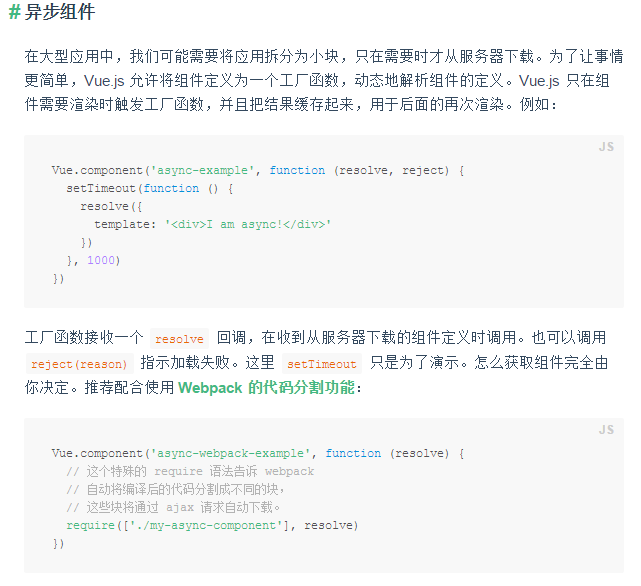 # 异步组件
在大型应用中，我们可能需要将应用拆分为小块，只在需要时才从服务器下载。为了让事情
更简单，Vue.js 允许将组件定义为一个工厂函数，动态地解析组件的定义。Vue.js 只在组
件需要渲染时触发工厂函数，并且把结果缓存起来，用于后面的再次渲染。例如：
JS
Vue.component('async-example', function (resolve, reject) {
  setTimeout(function () {
    resolve({
      template: '<div>I am async!</div>'
    })
  }, 1000)
})
工厂函数接收一个 resolve 回调，在收到从服务器下载的组件定义时调用。也可以调用
reject(reason) 指示加载失败。这里 setTimeout 只是为了演示。怎么获取组件完全由
你决定。推荐配合使用 Webpack 的代码分割功能：
JS
Vue.component('async-webpack-example', function (resolve) {
  // 这个特殊的 require 语法告诉 webpack
  // 自动将编译后的代码分割成不同的块，
  // 这些块将通过 ajax 请求自动下载。
  require(['./my-async-component'], resolve)
})